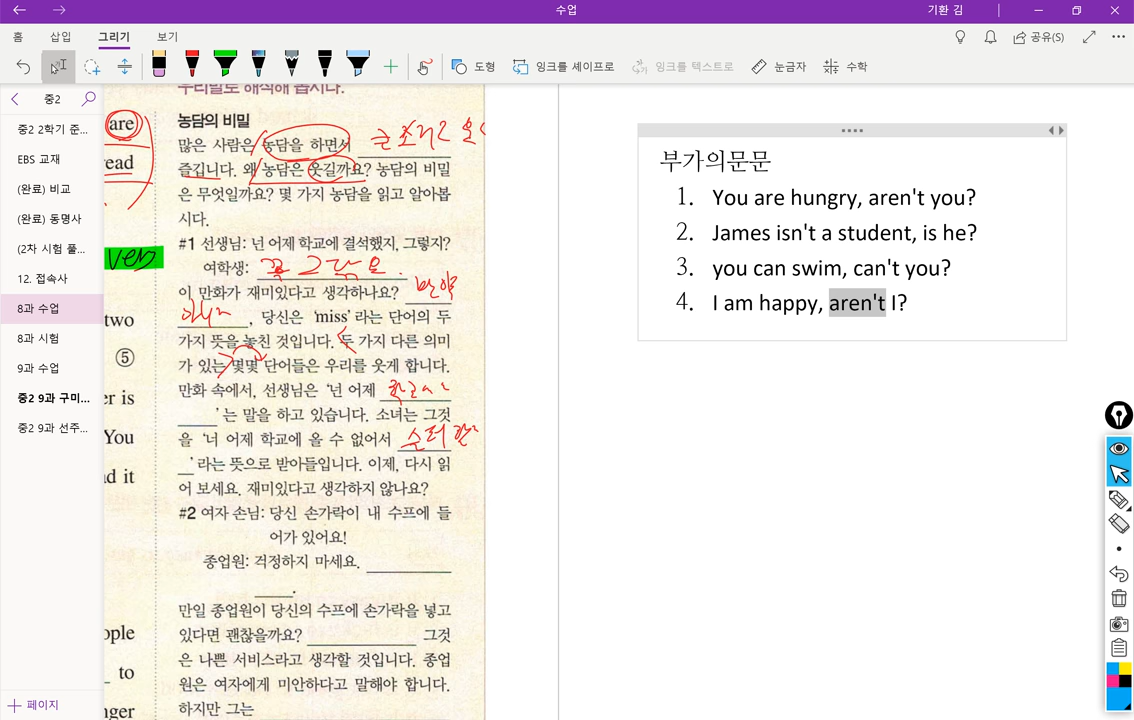 수업
기환 김
홈
삽입
그리기
보기
공유(S)
도형
잉크를 셰이프로
잉크를 텍스트로
눈금자
수학
중2
중2 2학기 준...
EBS 교재
(완료) 비교
(완료) 동명사
(2차 시험 풀...
12. 접속사
8과 수업
8과 시험
9과 수업
중2 9과 구미...
중2 9과 선주...
페이지
are
ead
ven
two
⑤
er is
You
d it
ople
_ to
nger
우리말로 해석해 봅시다.
농담의 비밀
많은 사람은 농담을 하면서
즐깁니다. 왜 농담은 웃길까요? 농담의 비밀
은 무엇일까요? 몇 가지 농담을 읽고 알아봅
시다.
#1 선생님: 넌 어제 학교에 결석했지, 그렇지?
여학생:
이 만화가 재미있다고 생각하나요?
, 당신은 ‘miss’라는 단어의 두
가지 뜻을 놓친 것입니다. 두 가지 다른 의미
가 있는 몇몇 단어들은 우리를 웃게 합니다.
만화 속에서, 선생님은 ‘넌 어제
’는 말을 하고 있습니다. 소녀는 그것
을 ‘너 어제 학교에 올 수 없어서
’라는 뜻으로 받아들입니다. 이제, 다시 읽
어 보세요. 재미있다고 생각하지 않나요?
#2 여자 손님: 당신 손가락이 내 수프에 들
어가 있어요!
종업원: 걱정하지 마세요.
.
만일 종업원이 당신의 수프에 손가락을 넣고
있다면 괜찮을까요? 그것
은 나쁜 서비스라고 생각할 것입니다. 종업
원은 여자에게 미안하다고 말해야 합니다.
하지만 그는
부가의문문
1. You are hungry, aren't you?
2. James isn't a student, is he?
3. you can swim, can't you?
4. I am happy, aren't I?